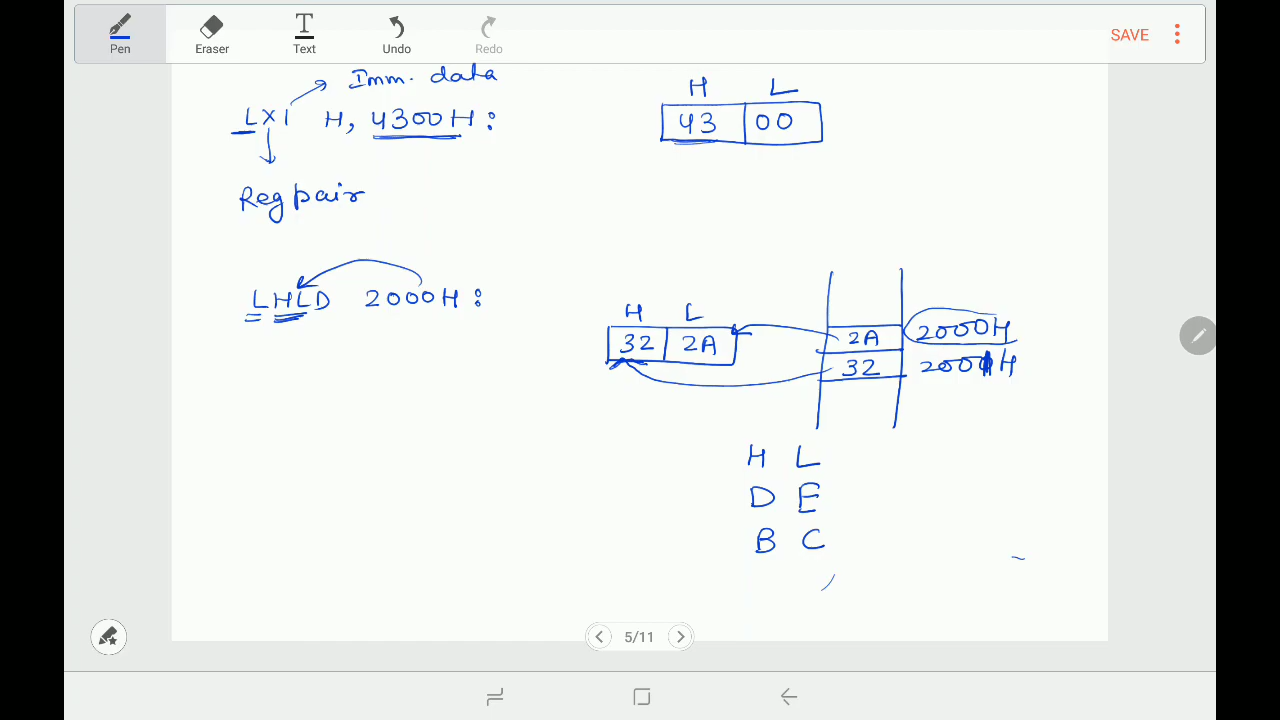 Pen Eraser Text Undo Redo SAVE
Imm. data
LXI H, 4300H :
H L
43 00
Reg pair
LHLD 2000H :
H L
32 2A
2A 2000H
32 2001H
H L
D E
B C
5/11